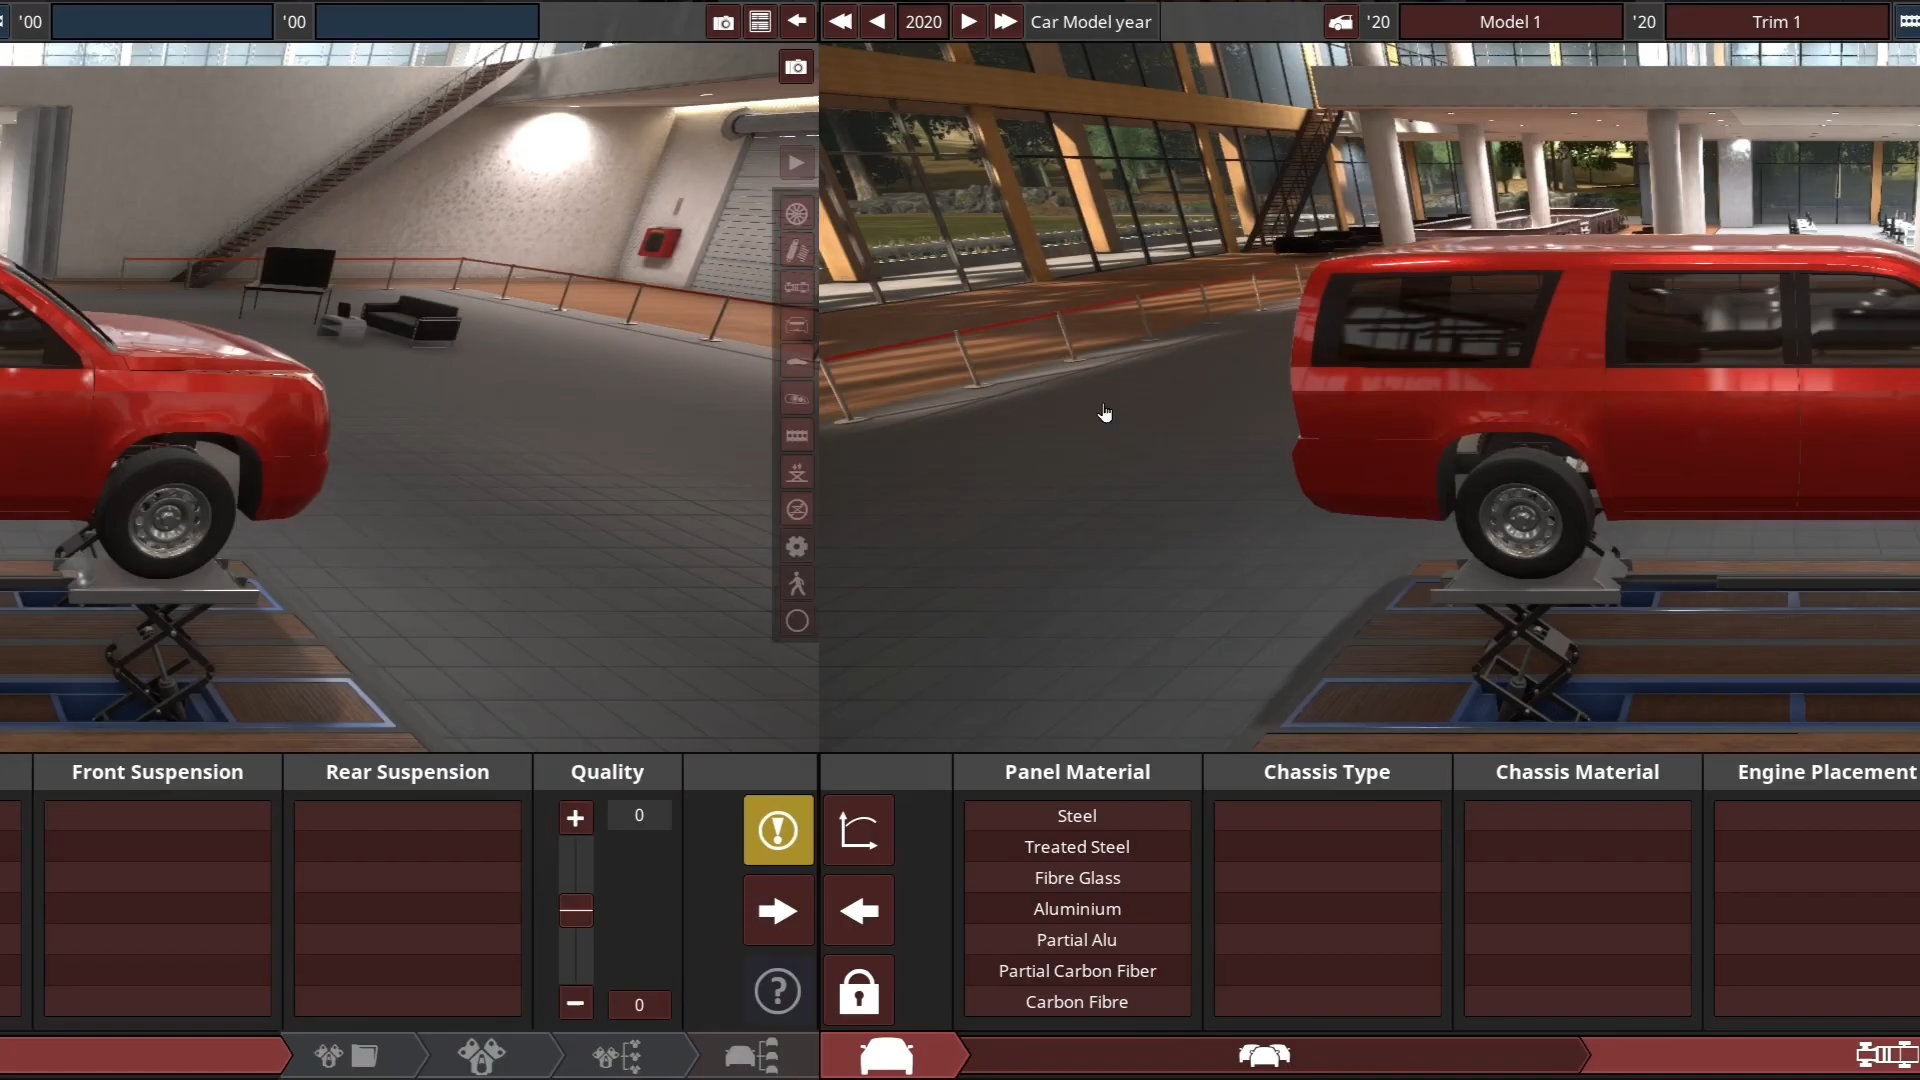 '00
'00
2020
Car Model year
'20
Model 1
'20
Trim 1
Front Suspension
Rear Suspension
Quality
0
0
Panel Material
Steel
Treated Steel
Fibre Glass
Aluminium
Partial Alu
Partial Carbon Fiber
Carbon Fibre
Chassis Type
Chassis Material
Engine Placement